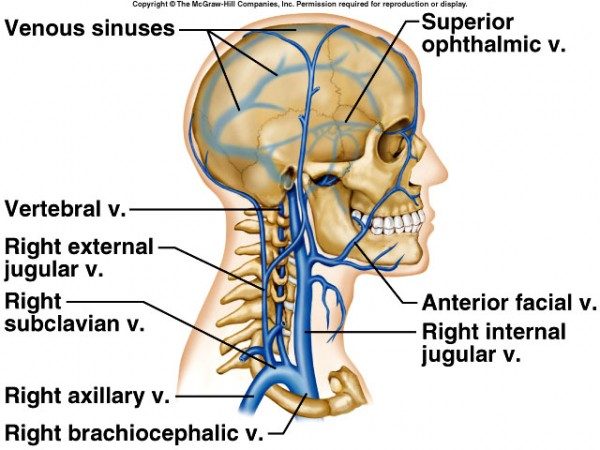 Copyright © The McGraw-Hill Companies, Inc. Permission required for reproduction or display.
Venous sinuses
Superior
ophthalmic v.
Vertebral v.
Right external
jugular v.
Right
subclavian v.
Anterior facial v.
Right internal
jugular v.
Right axillary v.
Right brachiocephalic v.